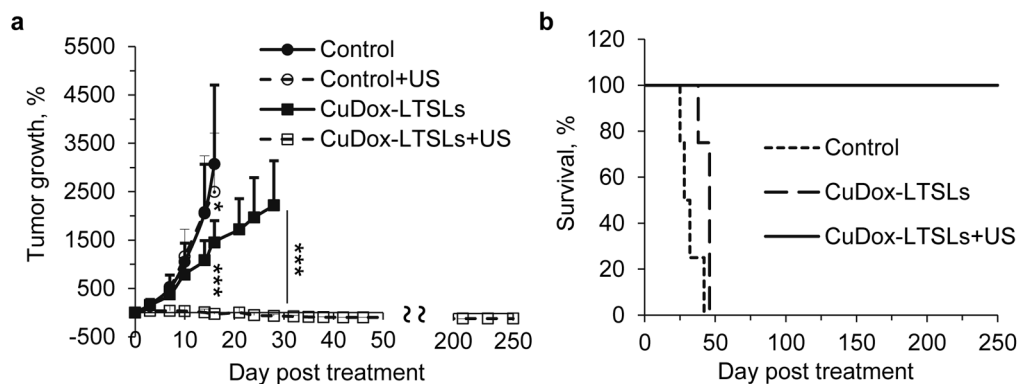 a
5500
4500
3500
2500
1500
500
-500
Tumor growth, %
Control
Control+US
CuDox-LTSLs
CuDox-LTSLs+US
*
***
***
0 10 20 30 40 50 200 250
Day post treatment
b
120
100
80
60
40
20
0
Survival, %
Control
CuDox-LTSLs
CuDox-LTSLs+US
0 50 100 150 200 250
Day post treatment